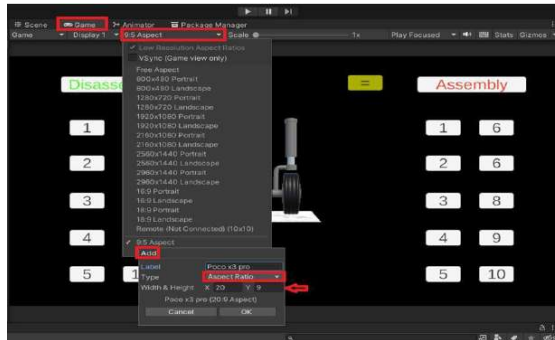 Scene Game Animator Package Manager
Game Display 1 9:5 Aspect Scale 1x Play Focused Stats Gizmos
Low Resolution Aspect Ratios
VSync (Game view only)
Free Aspect
800x480 Portrait
800x480 Landscape
1280x720 Portrait
1280x720 Landscape
1920x1080 Portrait
1920x1080 Landscape
2160x1080 Portrait
2160x1080 Landscape
2560x1440 Portrait
2560x1440 Landscape
2960x1440 Portrait
2960x1440 Landscape
16:9 Portrait
16:9 Landscape
18:9 Portrait
18:9 Landscape
Remote (Not Connected) (10x10)
9:5 Aspect
Add
Label Poco x3 pro
Type Aspect Ratio
Width & Height X 20 Y 9
Poco x3 pro (20:9 Aspect)
Cancel OK
Disass
1
2
3
4
5 1
=
Assembly
1 6
2 6
3 8
4 9
5 10